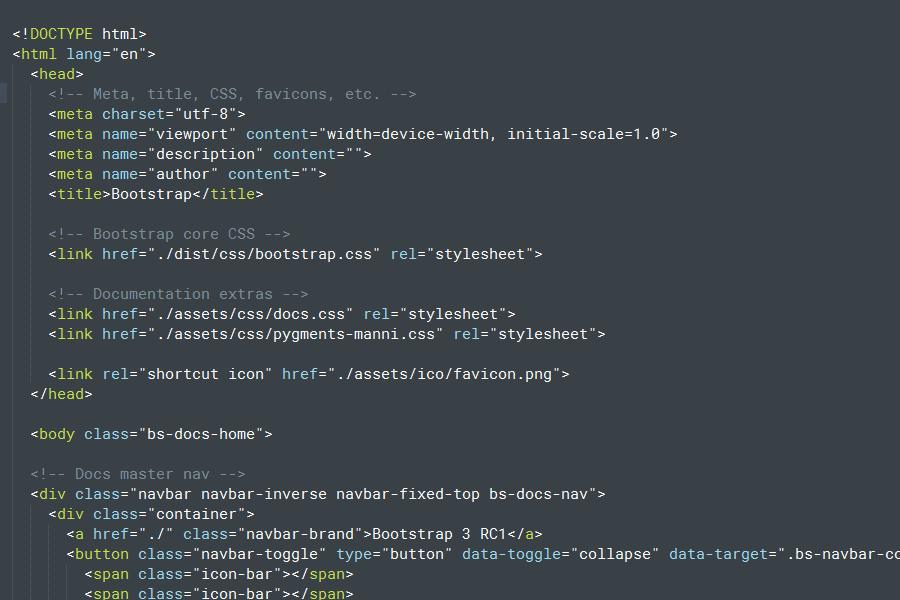 <!DOCTYPE html>
<html lang="en">
<head>
<!-- Meta, title, CSS, favicons, etc. -->
<meta charset="utf-8">
<meta name="viewport" content="width=device-width, initial-scale=1.0">
<meta name="description" content="">
<meta name="author" content="">
<title>Bootstrap</title>
<!-- Bootstrap core CSS -->
<link href="./dist/css/bootstrap.css" rel="stylesheet">
<!-- Documentation extras -->
<link href="./assets/css/docs.css" rel="stylesheet">
<link href="./assets/css/pygments-manni.css" rel="stylesheet">
<link rel="shortcut icon" href="./assets/ico/favicon.png">
</head>
<body class="bs-docs-home">
<!-- Docs master nav -->
<div class="navbar navbar-inverse navbar-fixed-top bs-docs-nav">
<div class="container">
<a href="./" class="navbar-brand">Bootstrap 3 RC1</a>
<button class="navbar-toggle" type="button" data-toggle="collapse" data-target=".bs-navbar-co
<span class="icon-bar"></span>
<span class="icon-bar"></span>